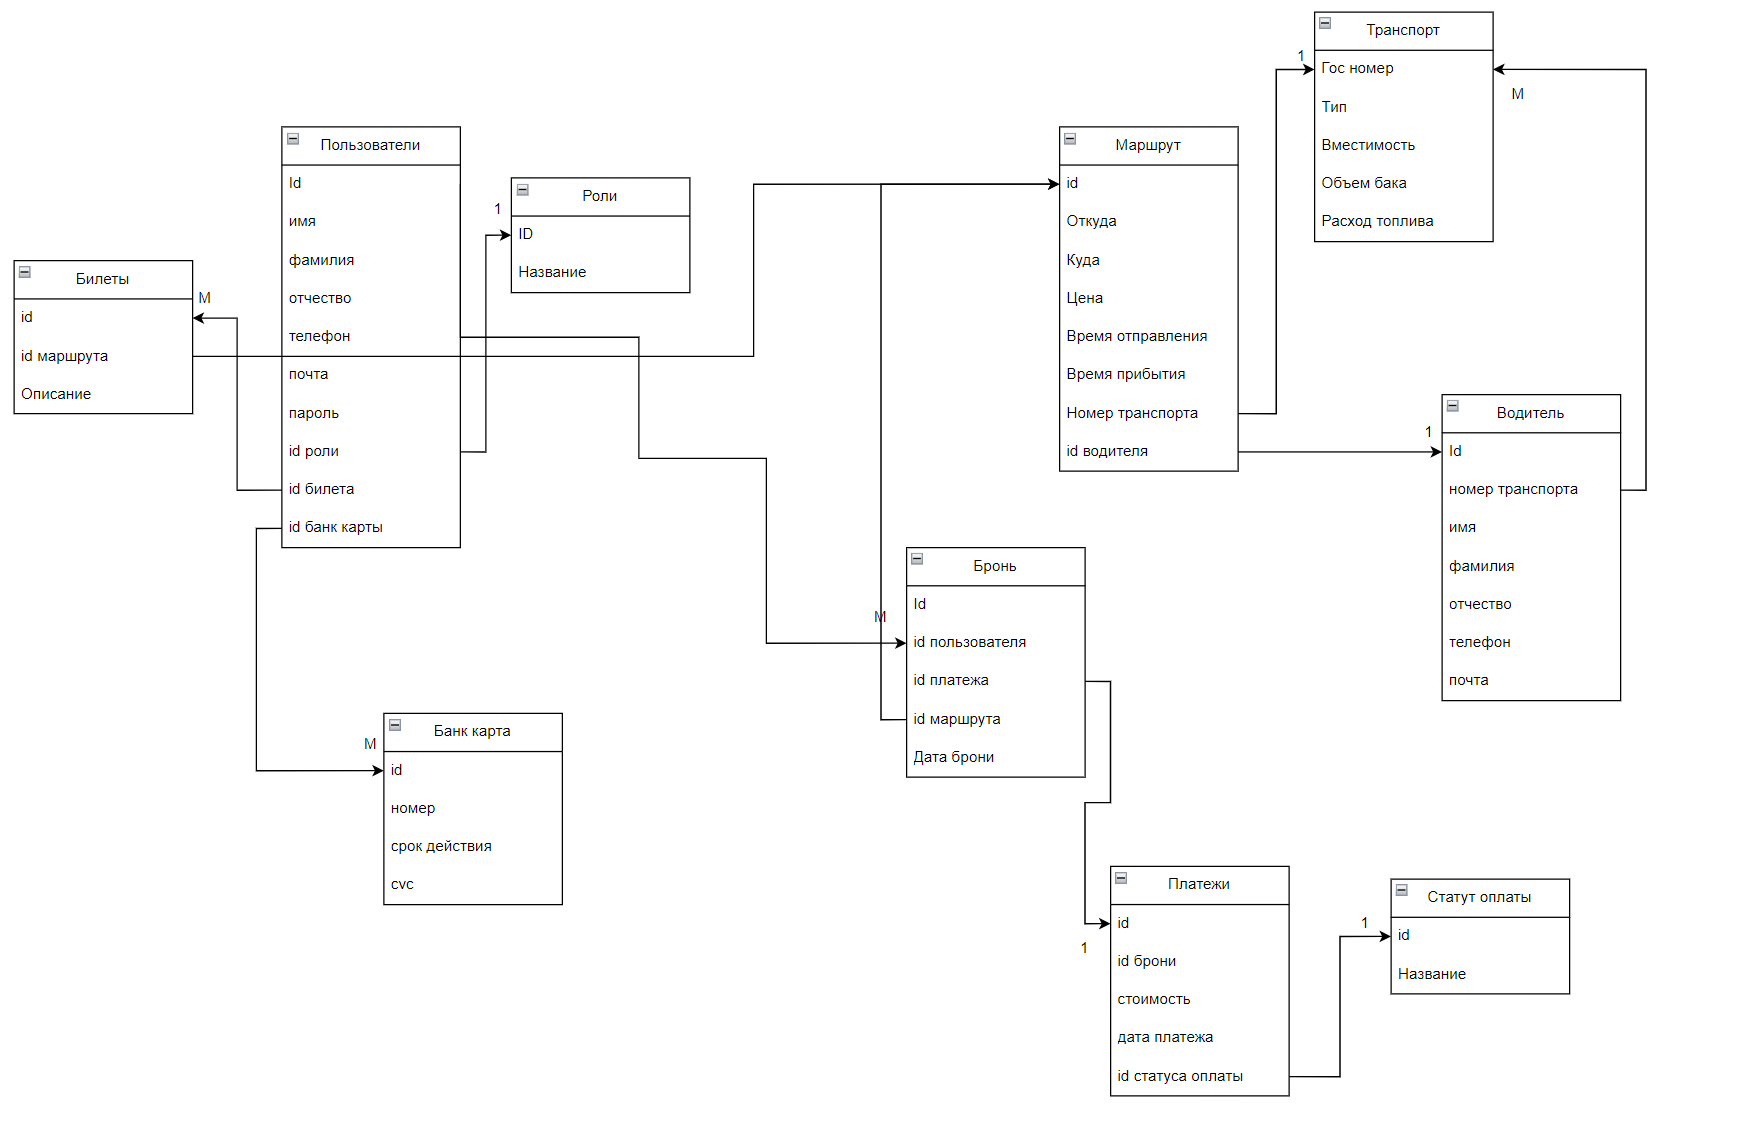 Билеты
id
id маршрута
Описание
M
Пользователи
Id
имя
фамилия
отчество
телефон
почта
пароль
id роли
id билета
id банк карты
1
Роли
ID
Название
M
Банк карта
id
номер
срок действия
cvc
Маршрут
id
Откуда
Куда
Цена
Время отправления
Время прибытия
Номер транспорта
id водителя
1
Транспорт
Гос номер
Тип
Вместимость
Объем бака
Расход топлива
M
1
Водитель
Id
номер транспорта
имя
фамилия
отчество
телефон
почта
M
Бронь
Id
id пользователя
id платежа
id маршрута
Дата брони
1
Платежи
id
id брони
стоимость
дата платежа
id статуса оплаты
1
Статут оплаты
id
Название